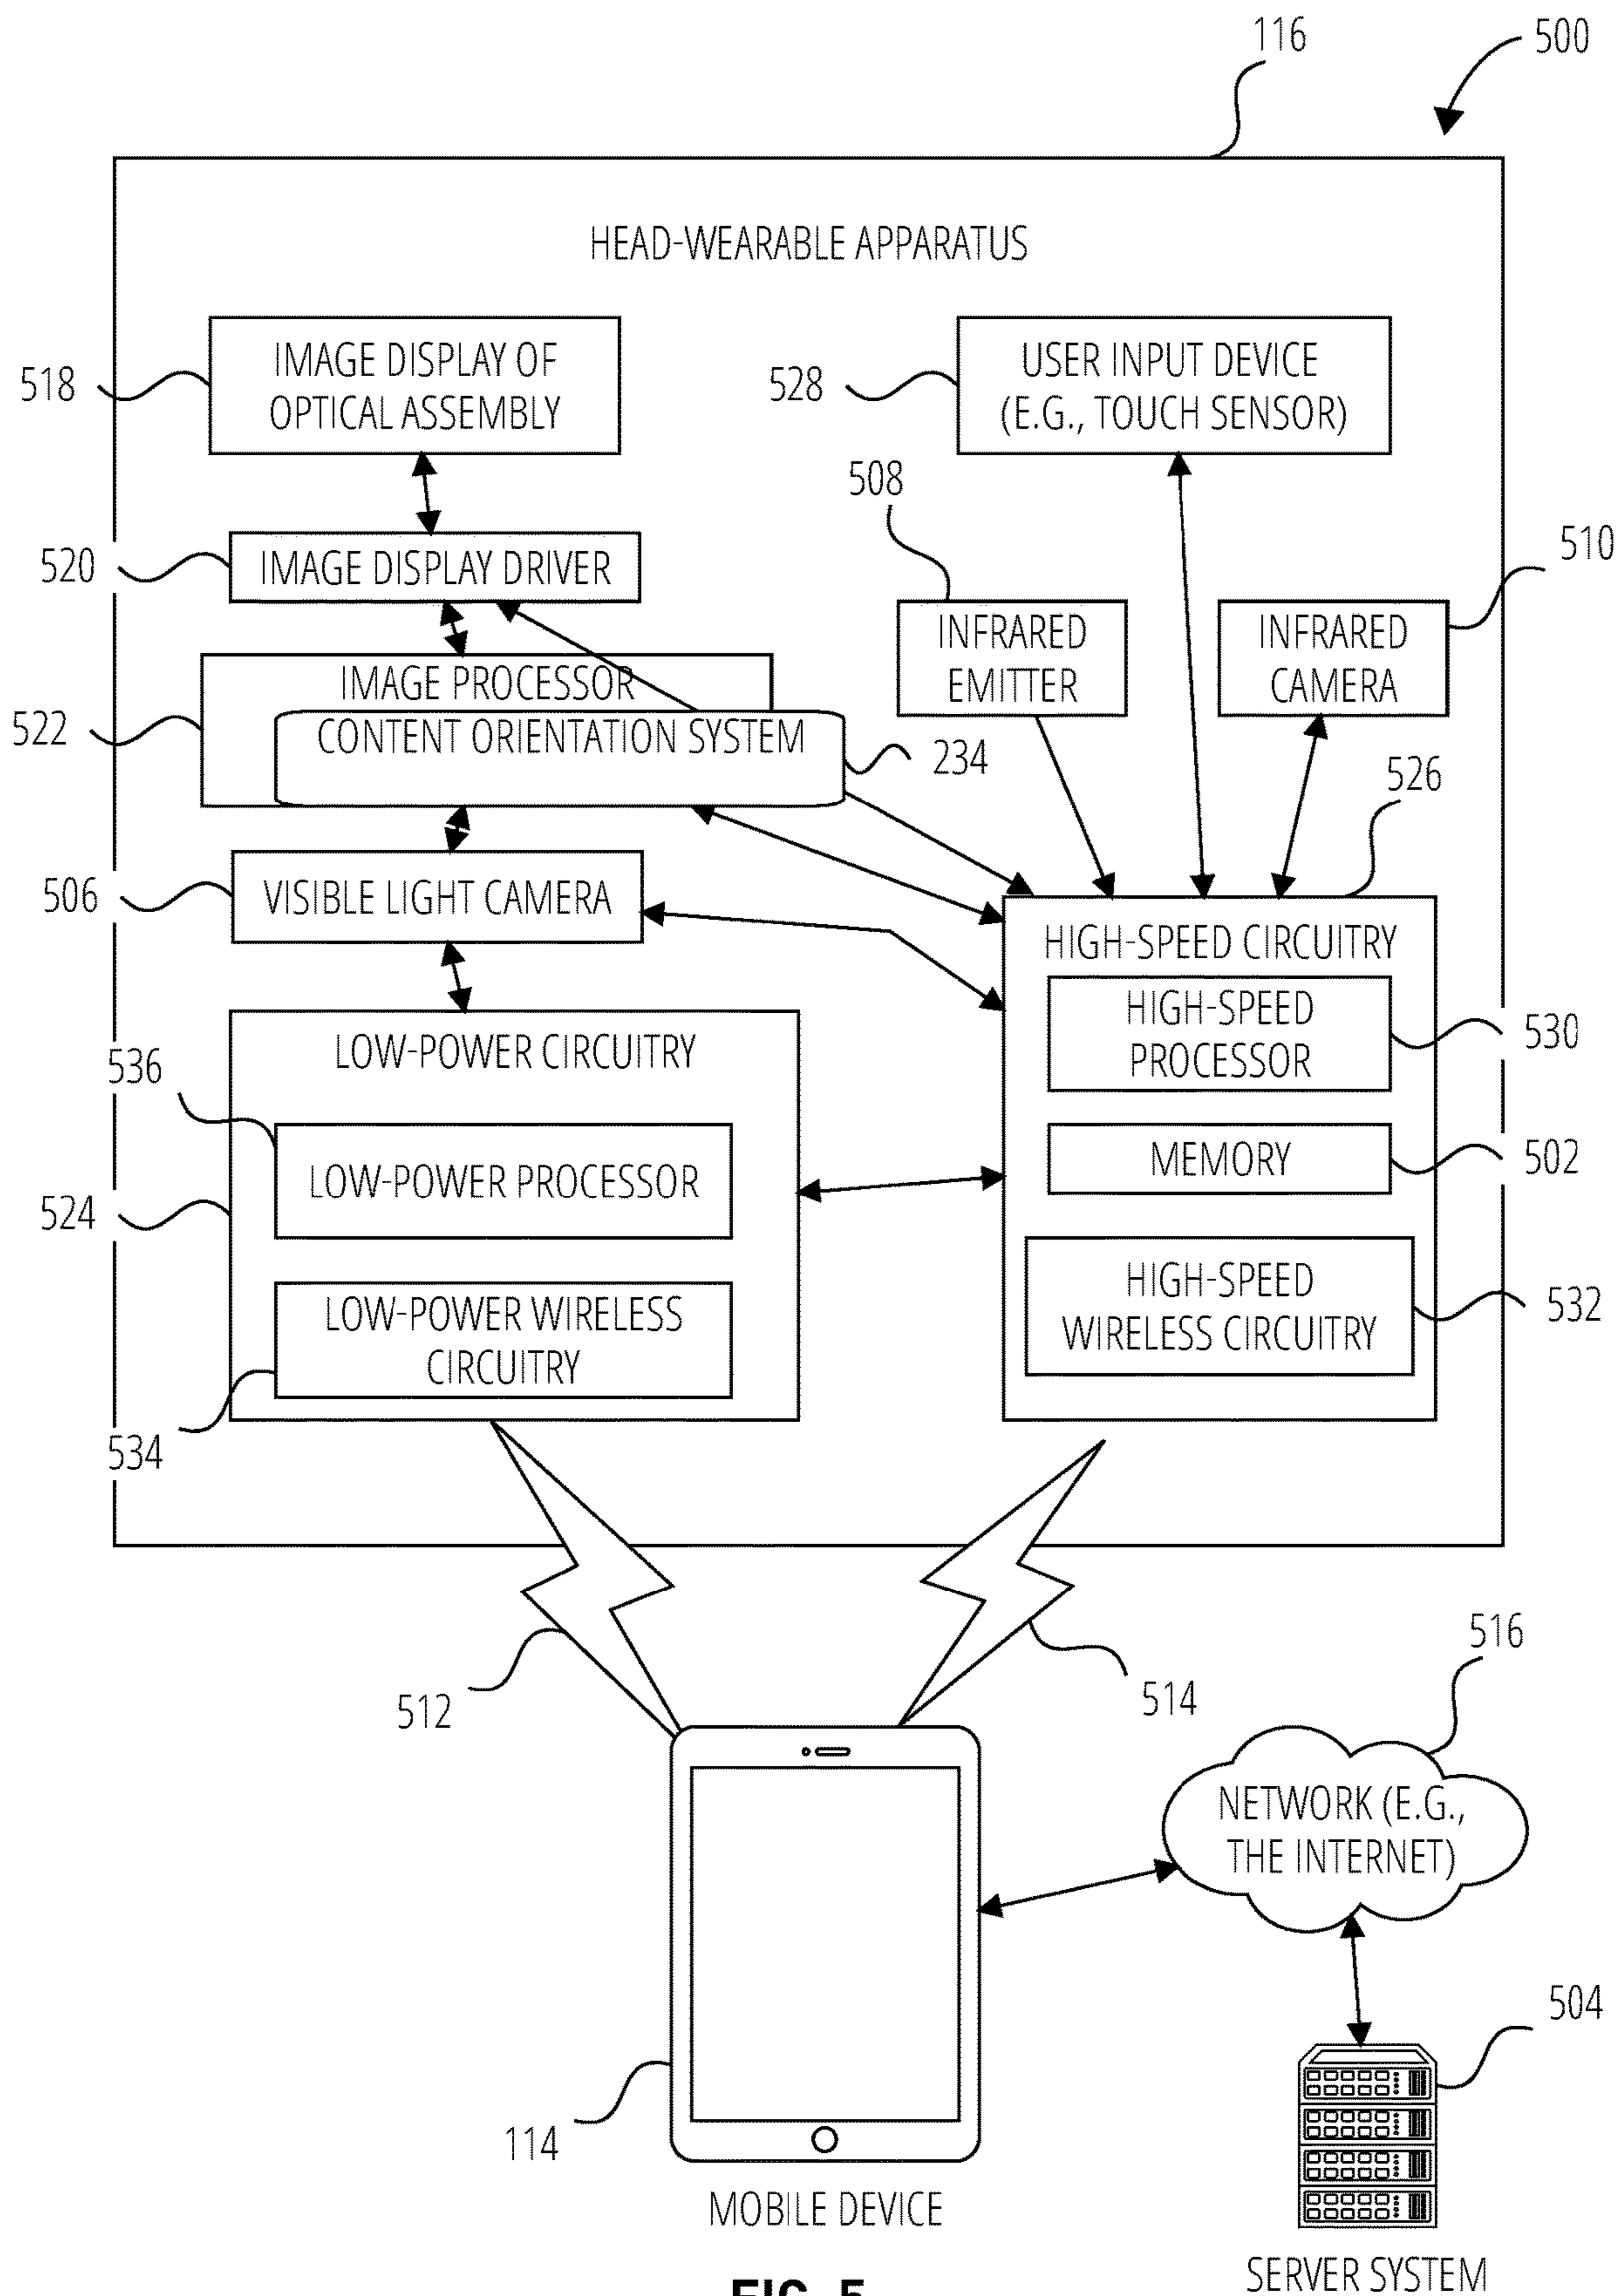 116
500
HEAD-WEARABLE APPARATUS
518
IMAGE DISPLAY OF
OPTICAL ASSEMBLY
528
USER INPUT DEVICE
(E.G., TOUCH SENSOR)
508
510
520
IMAGE DISPLAY DRIVER
INFRARED
EMITTER
INFRARED
CAMERA
522
IMAGE PROCESSOR
CONTENT ORIENTATION SYSTEM
234
526
506
VISIBLE LIGHT CAMERA
HIGH-SPEED CIRCUITRY
HIGH-SPEED
PROCESSOR
530
536
LOW-POWER CIRCUITRY
MEMORY
502
LOW-POWER PROCESSOR
524
HIGH-SPEED
WIRELESS CIRCUITRY
532
LOW-POWER WIRELESS
CIRCUITRY
534
516
512
514
NETWORK (E.G.,
THE INTERNET)
504
114
MOBILE DEVICE
SERVER SYSTEM
FIG. 5